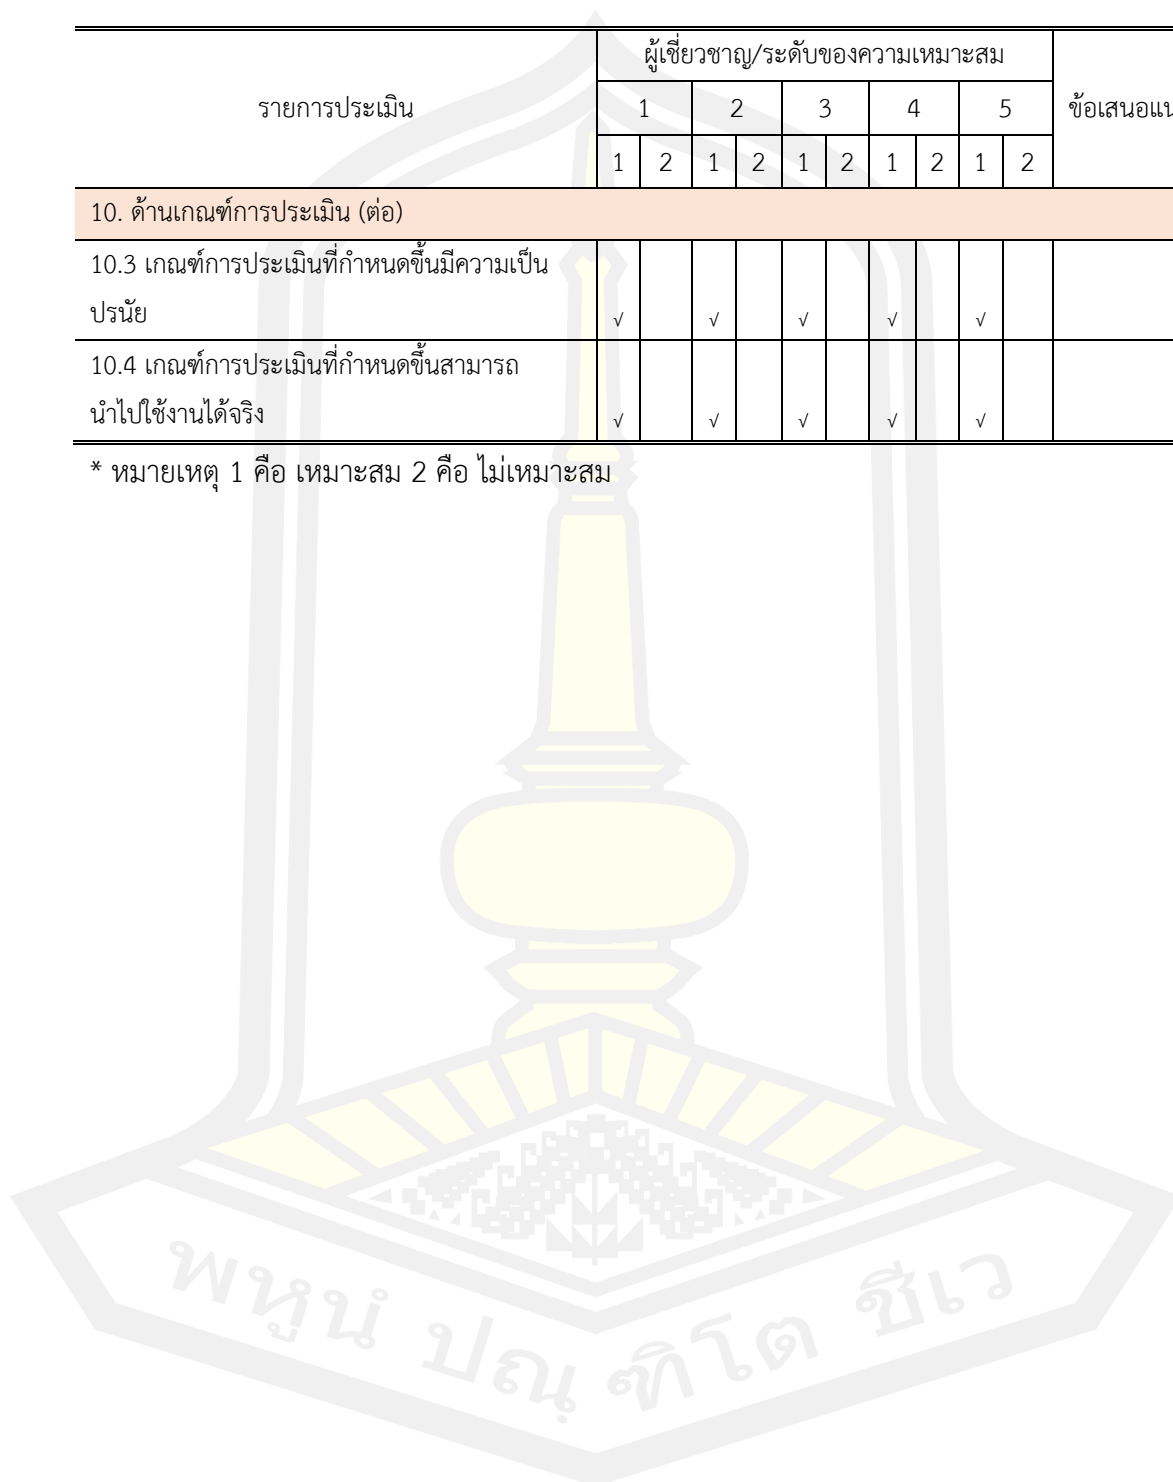 ผู้เชี่ยวชาญ/ระดับของความเหมาะสม
รายการประเมิน 1 2 3 4 5 ข้อเสนอแน
1 2 1 2 1 2 1 2 1 2
10. ด้านเกณฑ์การประเมิน (ต่อ)
10.3 เกณฑ์การประเมินที่กำหนดขึ้นมีความเป็น
ปรนัย √ √ √ √ √
10.4 เกณฑ์การประเมินที่กำหนดขึ้นสามารถ
นำไปใช้งานได้จริง √ √ √ √ √
* หมายเหตุ 1 คือ เหมาะสม 2 คือ ไม่เหมาะสม
พหูนํ ปณฺฑิโต ชีเว